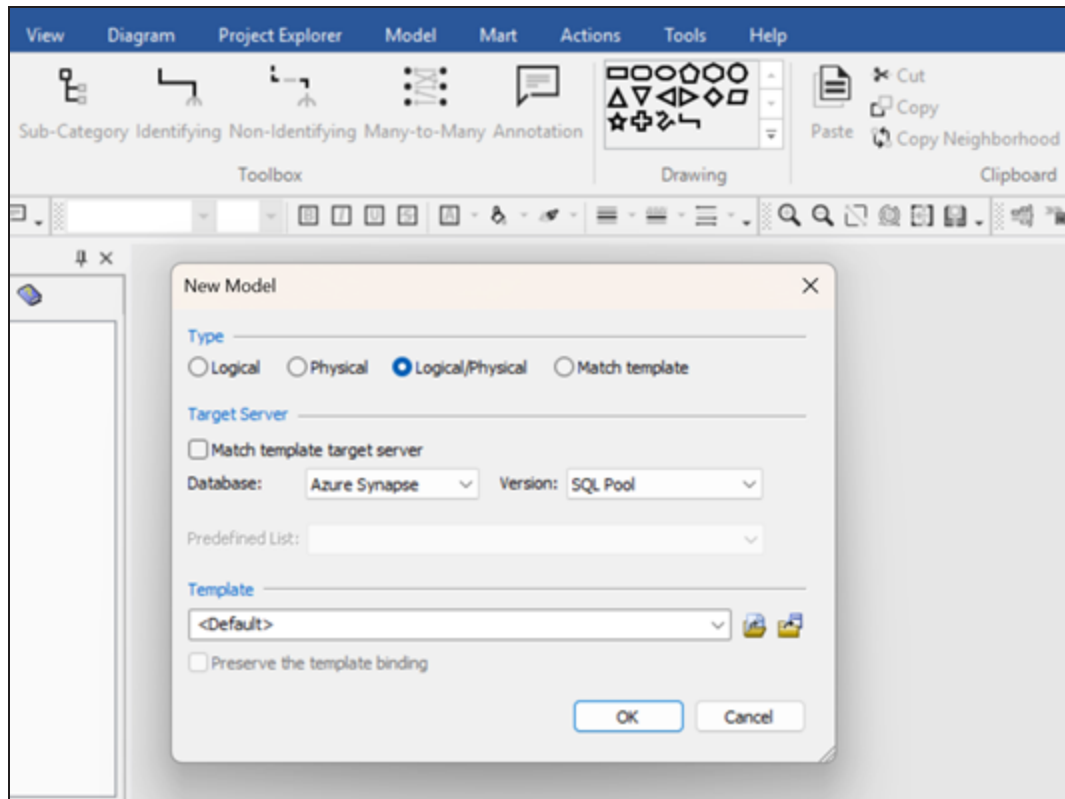 View Diagram Project Explorer Model Mart Actions Tools Help
Cut
Copy
Sub-Category Identifying Non-Identifying Many-to-Many Annotation Paste Copy Neighborhood
Toolbox Drawing Clipboard
B I U S A
New Model
Type
Logical Physical Logical/Physical Match template
Target Server
Match template target server
Database: Azure Synapse Version: SQL Pool
Predefined List:
Template
<Default>
Preserve the template binding
OK Cancel